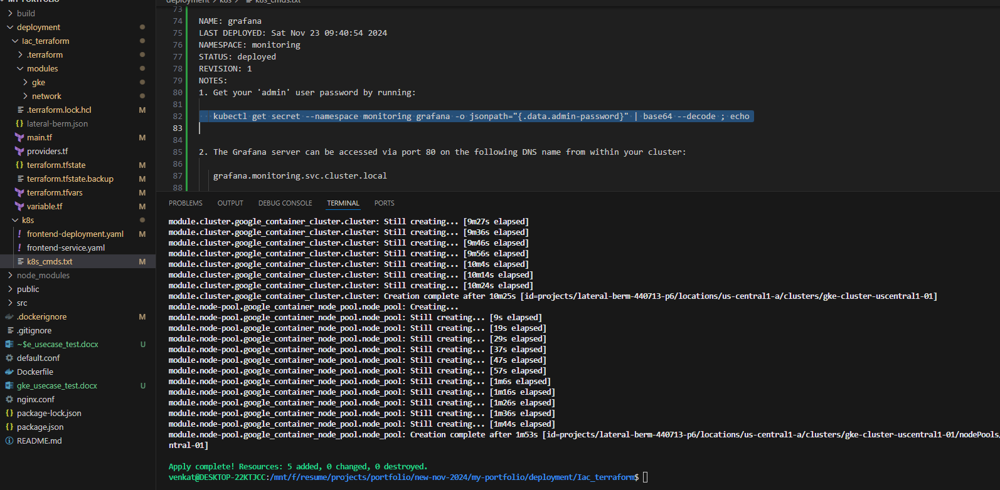 MY-PORTFOLIO
build
deployment
Iac_terraform
.terraform
modules
gke
network
.terraform.lock.hcl M
lateral-berm.json
main.tf M
providers.tf
terraform.tfstate M
terraform.tfstate.backup M
terraform.tfvars M
variable.tf M
k8s
frontend-deployment.yaml M
frontend-service.yaml
k8s_cmds.txt M
node_modules
public
src
.dockerignore M
.gitignore
~$e_usecase_test.docx U
default.conf
Dockerfile
gke_usecase_test.docx U
nginx.conf
package-lock.json
package.json
README.md
deployment > k8s > k8s_cmds.txt
73
74 NAME: grafana
75 LAST DEPLOYED: Sat Nov 23 09:40:54 2024
76 NAMESPACE: monitoring
77 STATUS: deployed
78 REVISION: 1
79 NOTES:
80 1. Get your 'admin' user password by running:
81
82 kubectl get secret --namespace monitoring grafana -o jsonpath="{.data.admin-password}" | base64 --decode ; echo
83
84
85 2. The Grafana server can be accessed via port 80 on the following DNS name from within your cluster:
86
87 grafana.monitoring.svc.cluster.local
88
PROBLEMS OUTPUT DEBUG CONSOLE TERMINAL PORTS
module.cluster.google_container_cluster.cluster: Still creating... [9m27s elapsed]
module.cluster.google_container_cluster.cluster: Still creating... [9m36s elapsed]
module.cluster.google_container_cluster.cluster: Still creating... [9m46s elapsed]
module.cluster.google_container_cluster.cluster: Still creating... [9m56s elapsed]
module.cluster.google_container_cluster.cluster: Still creating... [10m4s elapsed]
module.cluster.google_container_cluster.cluster: Still creating... [10m14s elapsed]
module.cluster.google_container_cluster.cluster: Still creating... [10m24s elapsed]
module.cluster.google_container_cluster.cluster: Creation complete after 10m25s [id=projects/lateral-berm-440713-p6/locations/us-central1-a/clusters/gke-cluster-uscentral1-01]
module.node-pool.google_container_node_pool.node_pool: Creating...
module.node-pool.google_container_node_pool.node_pool: Still creating... [9s elapsed]
module.node-pool.google_container_node_pool.node_pool: Still creating... [19s elapsed]
module.node-pool.google_container_node_pool.node_pool: Still creating... [29s elapsed]
module.node-pool.google_container_node_pool.node_pool: Still creating... [37s elapsed]
module.node-pool.google_container_node_pool.node_pool: Still creating... [47s elapsed]
module.node-pool.google_container_node_pool.node_pool: Still creating... [57s elapsed]
module.node-pool.google_container_node_pool.node_pool: Still creating... [1m6s elapsed]
module.node-pool.google_container_node_pool.node_pool: Still creating... [1m16s elapsed]
module.node-pool.google_container_node_pool.node_pool: Still creating... [1m26s elapsed]
module.node-pool.google_container_node_pool.node_pool: Still creating... [1m36s elapsed]
module.node-pool.google_container_node_pool.node_pool: Still creating... [1m44s elapsed]
module.node-pool.google_container_node_pool.node_pool: Creation complete after 1m53s [id=projects/lateral-berm-440713-p6/locations/us-central1-a/clusters/gke-cluster-uscentral1-01/nodePools/
ntral-01]
Apply complete! Resources: 5 added, 0 changed, 0 destroyed.
venkat@DESKTOP-22KTJCC:/mnt/f/resume/projects/portfolio/new-nov-2024/my-portfolio/deployment/Iac_terraform$